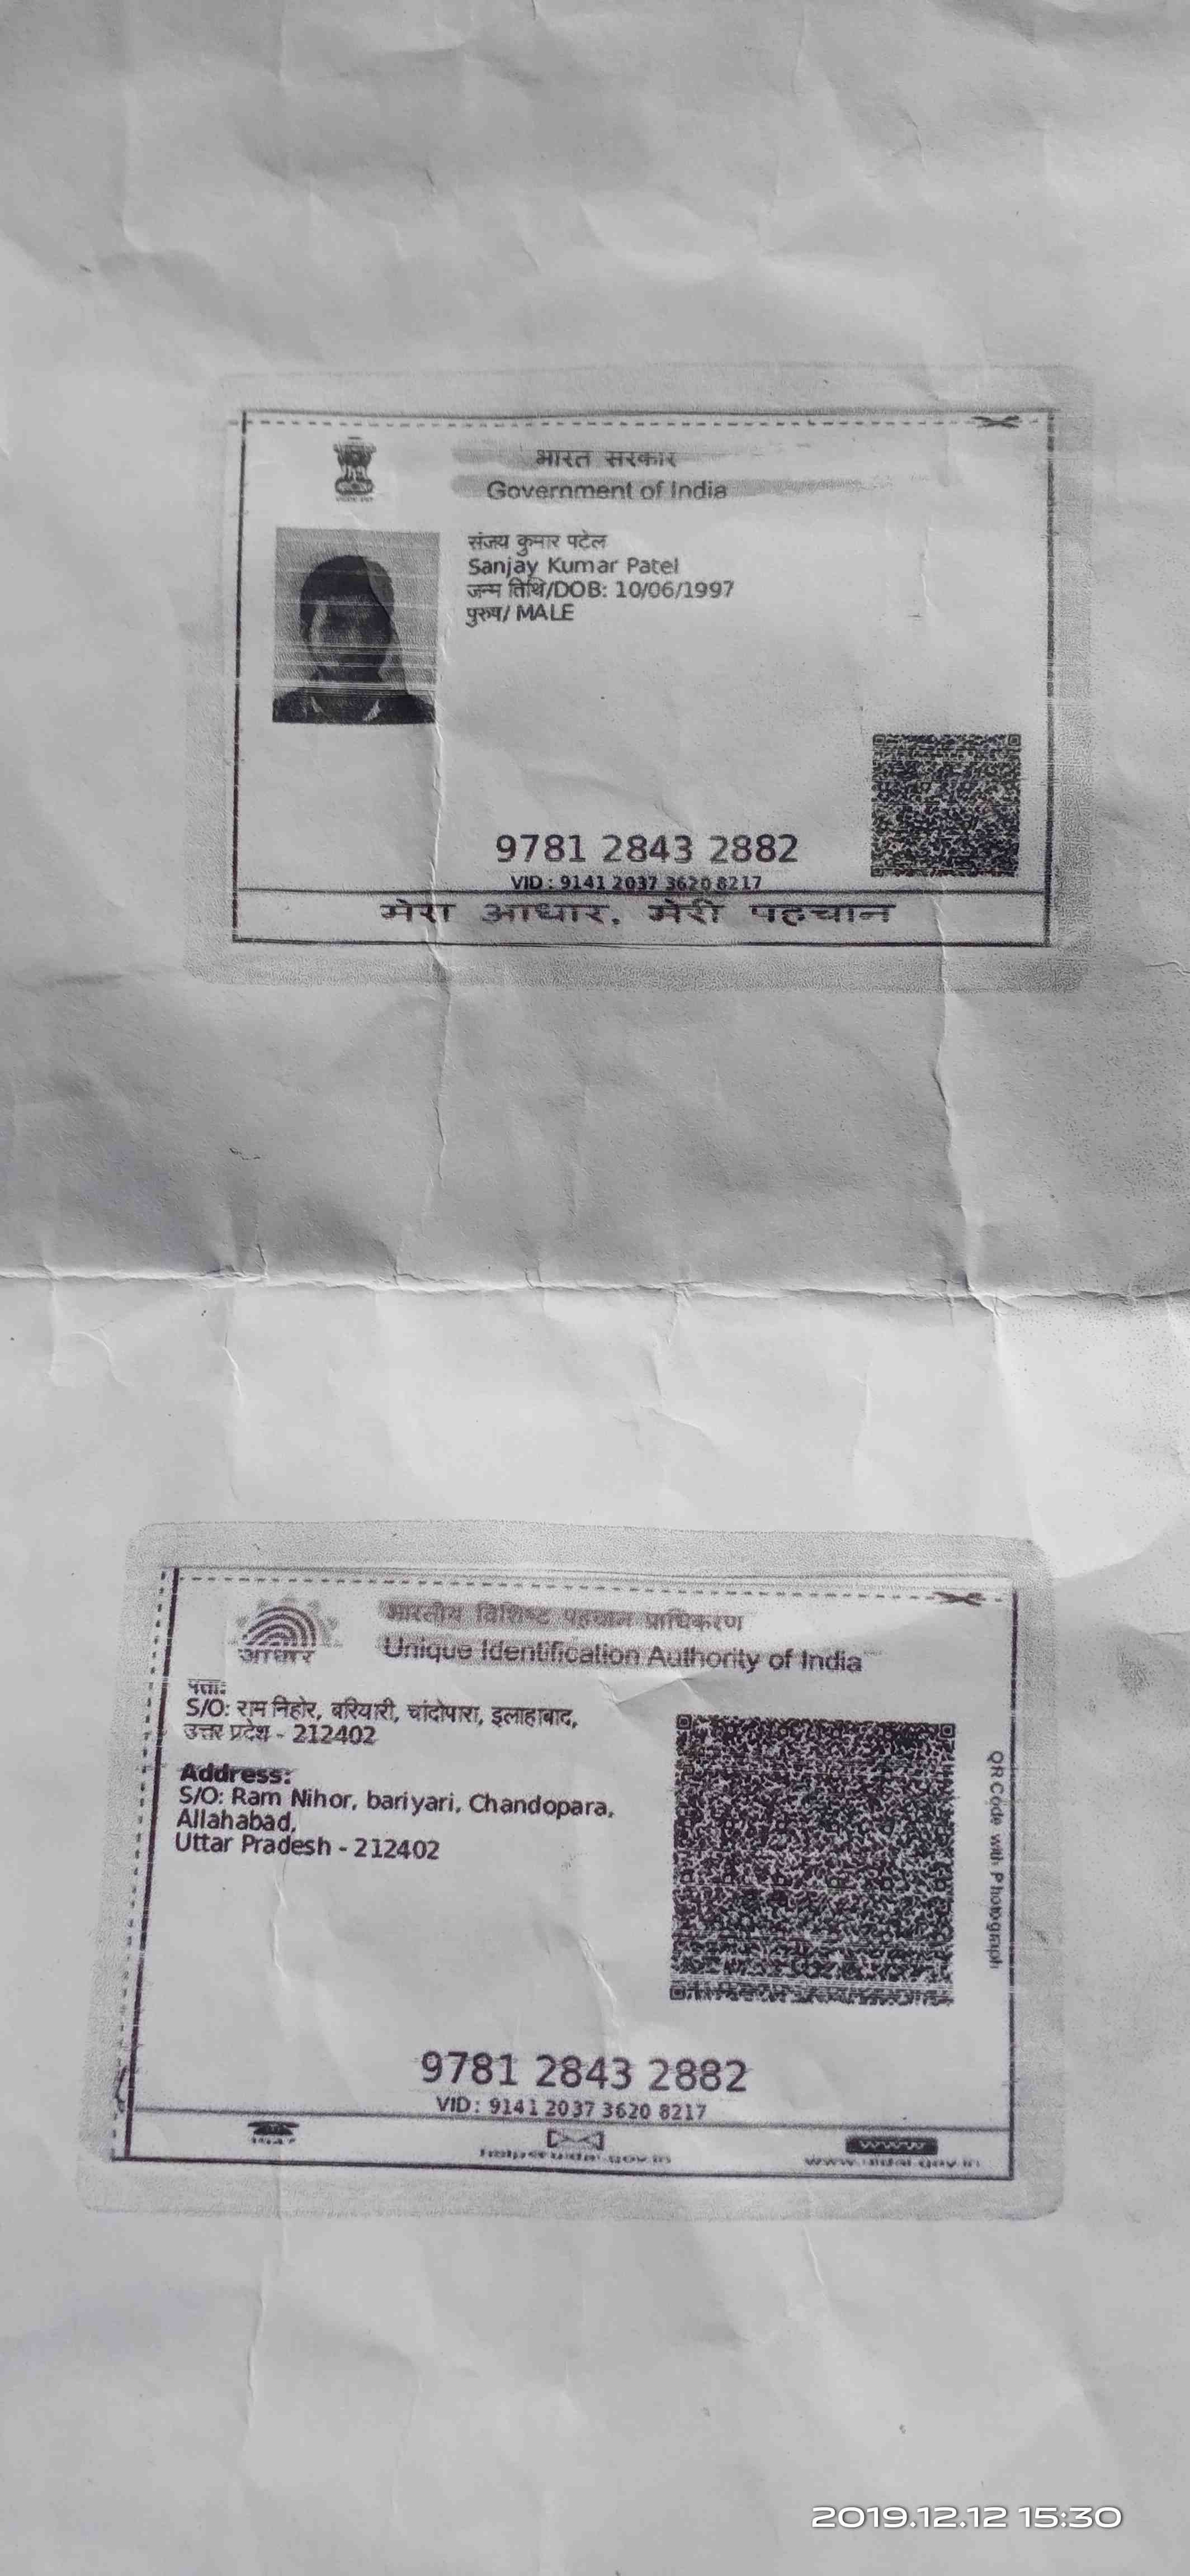 भारत सरकार
Government of India
संजय कुमार पटेल
Sanjay Kumar Patel
जन्म तिथि/DOB: 10/06/1997
पुरुष/ MALE
9781 2843 2882
VID : 9141 2037 3620 8217
मेरा आधार, मेरी पहचान
आधार
भारतीय विशिष्ट पहचान प्राधिकरण
Unique Identification Authority of India
पता:
S/O: राम निहोर, बरियारी, चांदोपारा, इलाहाबाद,
उत्तर प्रदेश - 212402
Address:
S/O: Ram Nihor, bariyari, Chandopara,
Allahabad,
Uttar Pradesh - 212402
QR Code with Photograph
9781 2843 2882
VID : 9141 2037 3620 8217
1947
help@uidai.gov.in
www
www.uidai.gov.in
2019.12.12 15:30